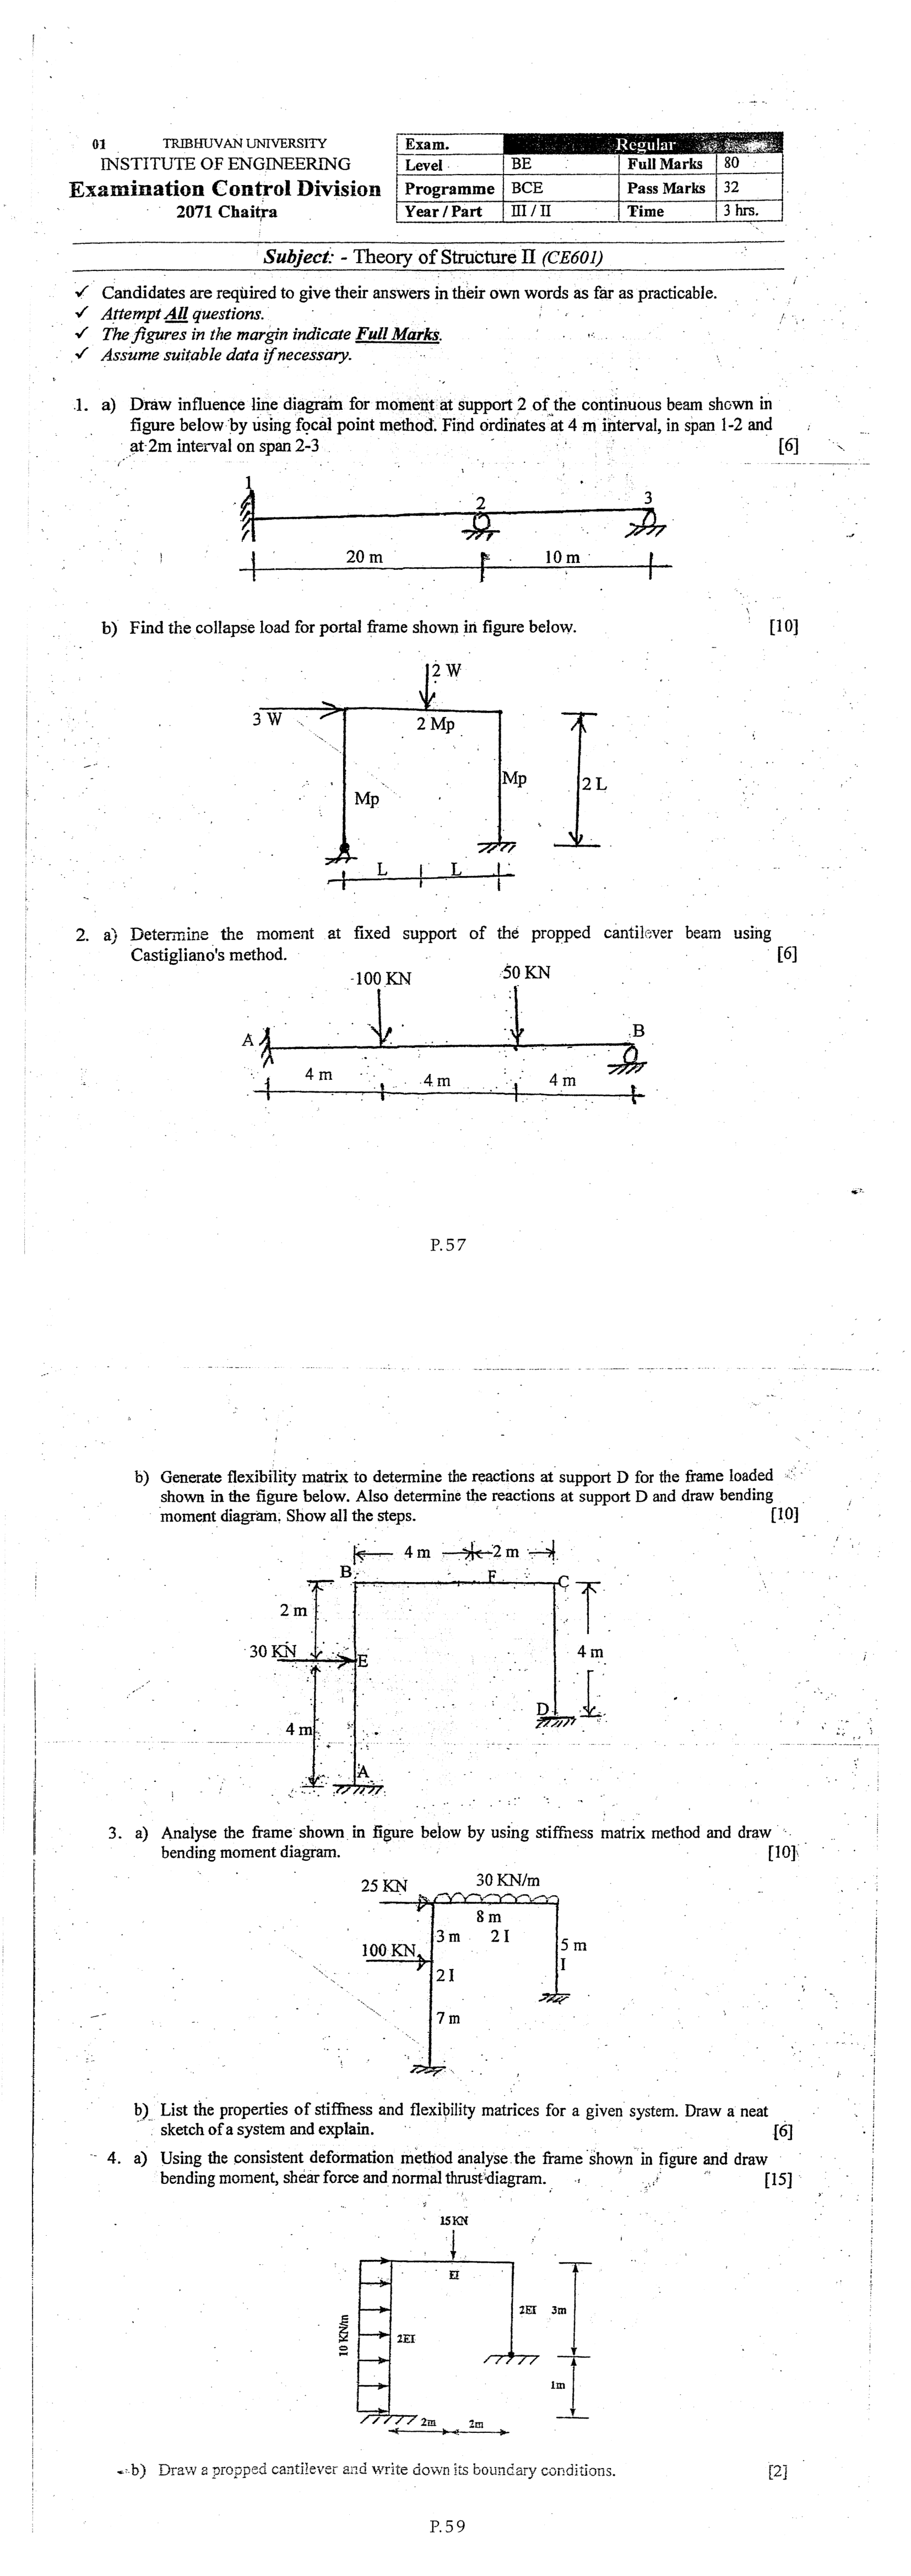 01 TRIBHUVAN UNIVERSITY
INSTITUTE OF ENGINEERING
Examination Control Division
2071 Chaitra
Exam. Regular
Level BE Full Marks 80
Programme BCE Pass Marks 32
Year / Part III / II Time 3 hrs.
Subject: - Theory of Structure II (CE601)
✓ Candidates are required to give their answers in their own words as far as practicable.
✓ Attempt All questions.
✓ The figures in the margin indicate Full Marks.
✓ Assume suitable data if necessary.
1. a) Draw influence line diagram for moment at support 2 of the continuous beam shown in
figure below by using focal point method. Find ordinates at 4 m interval, in span 1-2 and
at 2m interval on span 2-3 [6]
1
2
3
20 m
10 m
b) Find the collapse load for portal frame shown in figure below. [10]
2 W
3 W
2 Mp
Mp
2 L
Mp
L L
2. a) Determine the moment at fixed support of the propped cantilever beam using
Castigliano's method. [6]
100 KN
50 KN
A
B
4 m
4 m
4 m
P.57
b) Generate flexibility matrix to determine the reactions at support D for the frame loaded
shown in the figure below. Also determine the reactions at support D and draw bending
moment diagram. Show all the steps. [10]
4 m 2 m
B F C
2 m
30 KN
E
4 m
D
4 m
A
3. a) Analyse the frame shown in figure below by using stiffness matrix method and draw
bending moment diagram. [10]
25 KN
30 KN/m
8 m
3 m 2 I
100 KN
5 m
I
2 I
7 m
b) List the properties of stiffness and flexibility matrices for a given system. Draw a neat
sketch of a system and explain. [6]
4. a) Using the consistent deformation method analyse the frame shown in figure and draw
bending moment, shear force and normal thrust diagram. [15]
15 KN
EI
2EI 3m
10 KN/m
2EI
1m
2m 2m
b) Draw a propped cantilever and write down its boundary conditions. [2]
P.59